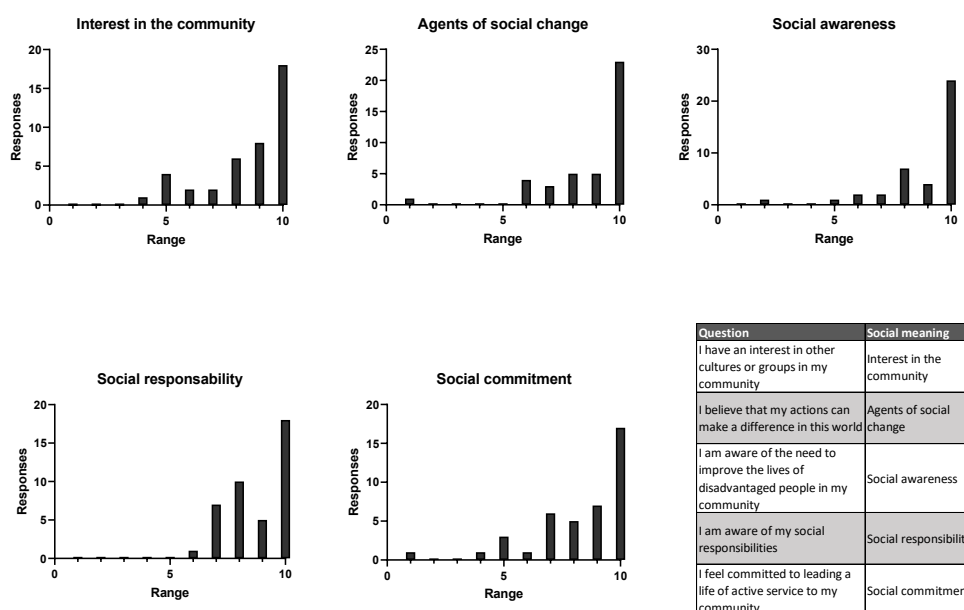 Interest in the community
Agents of social change
Social awareness
20
15
10
5
0
Responses
0
5
10
Range
25
20
15
10
5
0
Responses
0
5
10
Range
30
20
10
0
Responses
0
5
10
Range
Social responsability
Social commitment
20
15
10
5
0
Responses
0
5
10
Range
20
15
10
5
0
Responses
0
5
10
Range
Question Social meaning
I have an interest in other
cultures or groups in my
community
Interest in the
community
I believe that my actions can
make a difference in this world
Agents of social
change
I am aware of the need to
improve the lives of
disadvantaged people in my
community
Social awareness
I am aware of my social
responsibilities
Social responsibilit
I feel committed to leading a
life of active service to my
community
Social commitmen